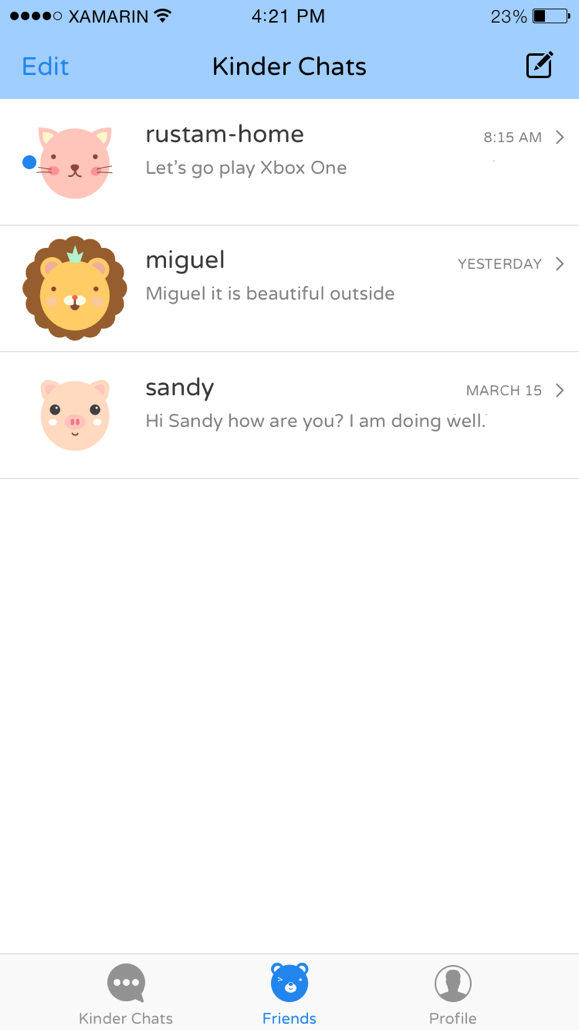 XAMARIN 4:21 PM 23%
Edit Kinder Chats
rustam-home 8:15 AM
Let's go play Xbox One
miguel YESTERDAY
Miguel it is beautiful outside
sandy MARCH 15
Hi Sandy how are you? I am doing well.
Kinder Chats Friends Profile